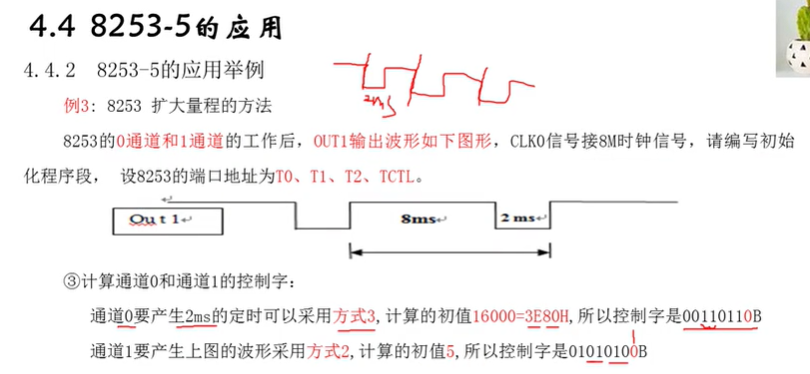 4.4 8253-5的应用
4.4.2 8253-5的应用举例
2ms
例3: 8253 扩大量程的方法
8253的0通道和1通道的工作后，OUT1输出波形如下图形，CLK0信号接8M时钟信号，请编写初始
化程序段， 设8253的端口地址为T0、T1、T2、TCTL。
Out1
8ms
2 ms
③计算通道0和通道1的控制字：
通道0要产生2ms的定时可以采用方式3,计算的初值16000=3E80H,所以控制字是00110110B
通道1要产生上图的波形采用方式2,计算的初值5,所以控制字是01010100B